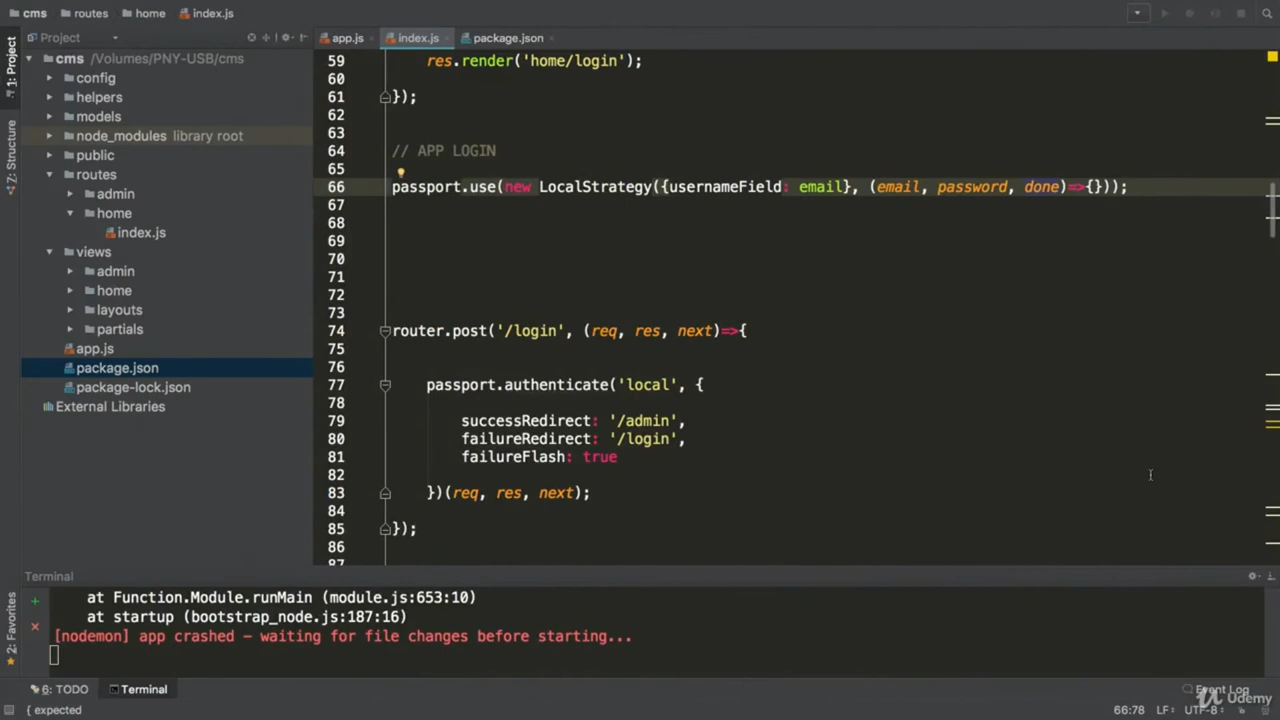 cms routes home index.js
Project
app.js index.js package.json
1: Project
cms /Volumes/PNY-USB/cms
config
helpers
models
node_modules library root
public
routes
admin
home
index.js
views
admin
home
layouts
partials
app.js
package.json
package-lock.json
External Libraries
7: Structure
2: Favorites
59 res.render('home/login');
60
61 });
62
63
64 // APP LOGIN
65
66 passport.use(new LocalStrategy({usernameField: email}, (email, password, done)=>{}));
67
68
69
70
71
72
73
74 router.post('/login', (req, res, next)=>{
75
76
77 passport.authenticate('local', {
78
79 successRedirect: '/admin',
80 failureRedirect: '/login',
81 failureFlash: true
82
83 })(req, res, next);
84
85 });
86
87
Terminal
at Function.Module.runMain (module.js:653:10)
at startup (bootstrap_node.js:187:16)
[nodemon] app crashed - waiting for file changes before starting...
6: TODO Terminal Event Log
{ expected 66:78 LF UTF-8
Udemy